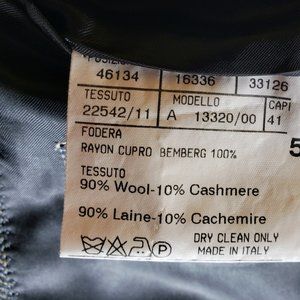 46134 16336 33126
TESSUTO MODELLO CAPI
22542/11 A 13320/00 41
FODERA 5
RAYON CUPRO BEMBERG 100%
TESSUTO
90% Wool-10% Cashmere
90% Laine-10% Cachemire
DRY CLEAN ONLY
MADE IN ITALY